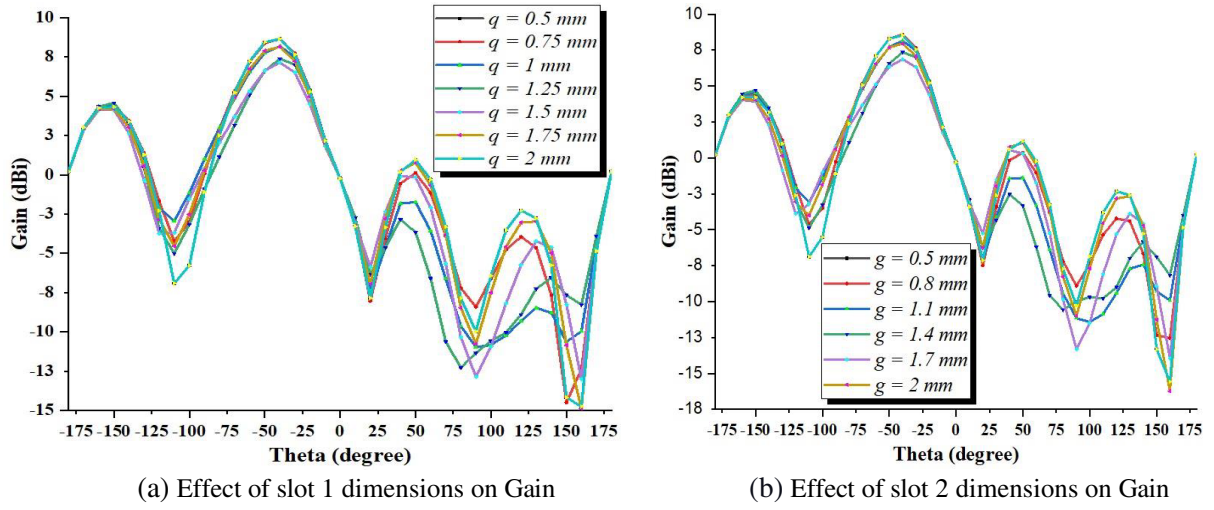 10
8
5
3
0
-3
-5
-8
-10
-13
-15
Gain (dBi)
-175 -150 -125 -100 -75 -50 -25 0 25 50 75 100 125 150 175
Theta (degree)
q = 0.5 mm
q = 0.75 mm
q = 1 mm
q = 1.25 mm
q = 1.5 mm
q = 1.75 mm
q = 2 mm
(a) Effect of slot 1 dimensions on Gain
10
8
5
3
0
-3
-5
-8
-10
-13
-15
-18
Gain (dBi)
-175 -150 -125 -100 -75 -50 -25 0 25 50 75 100 125 150 175
Theta (degree)
g = 0.5 mm
g = 0.8 mm
g = 1.1 mm
g = 1.4 mm
g = 1.7 mm
g = 2 mm
(b) Effect of slot 2 dimensions on Gain